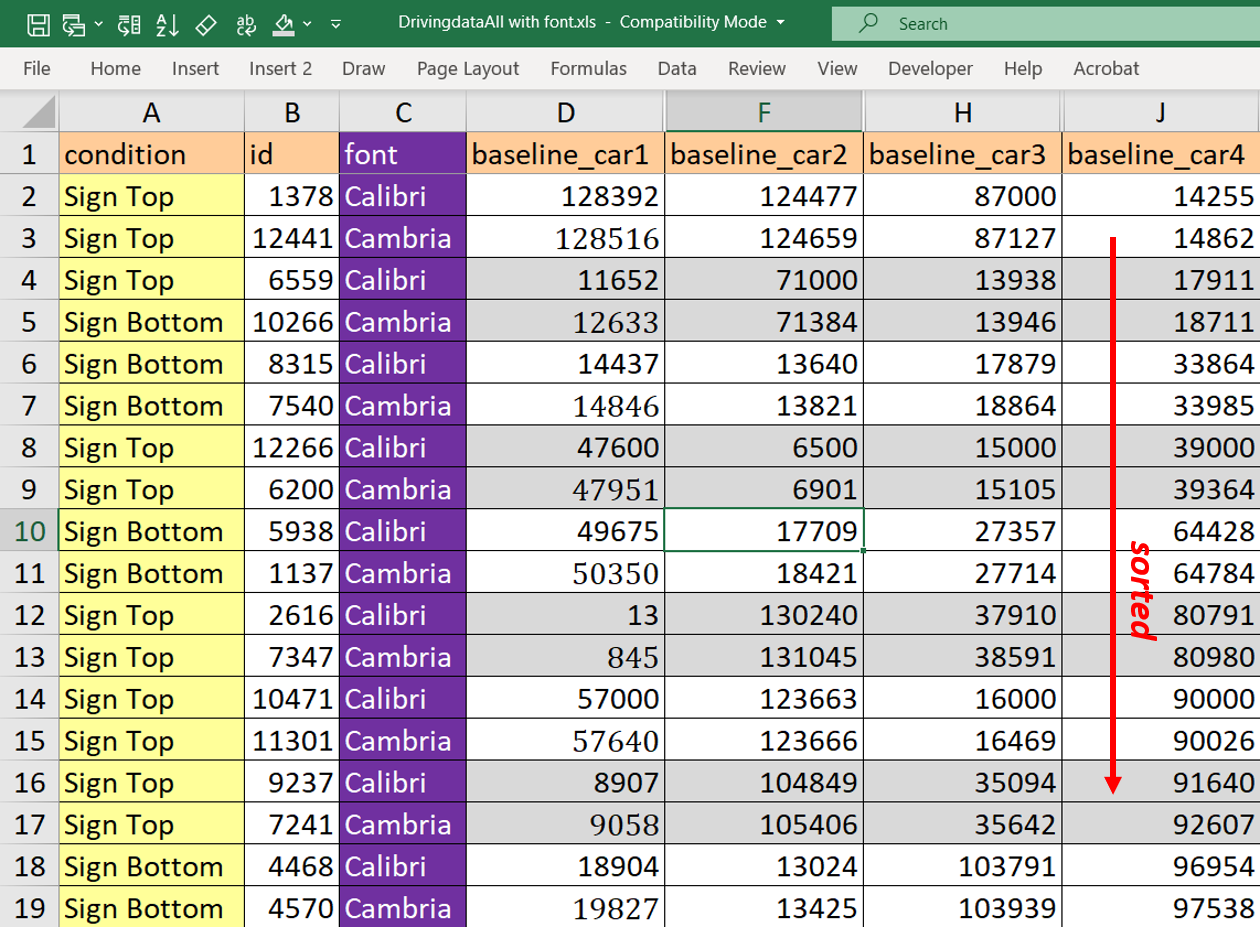 DrivingdataAll with font.xls - Compatibility Mode Search
File Home Insert Insert 2 Draw Page Layout Formulas Data Review View Developer Help Acrobat
A B C D F H J
1 condition id font baseline_car1 baseline_car2 baseline_car3 baseline_car4
2 Sign Top 1378 Calibri 128392 124477 87000 14255
3 Sign Top 12441 Cambria 128516 124659 87127 14862
4 Sign Top 6559 Calibri 11652 71000 13938 17911
5 Sign Bottom 10266 Cambria 12633 71384 13946 18711
6 Sign Bottom 8315 Calibri 14437 13640 17879 33864
7 Sign Bottom 7540 Cambria 14846 13821 18864 33985
8 Sign Top 12266 Calibri 47600 6500 15000 39000
9 Sign Top 6200 Cambria 47951 6901 15105 39364
10 Sign Bottom 5938 Calibri 49675 17709 27357 64428
11 Sign Bottom 1137 Cambria 50350 18421 27714 64784
12 Sign Top 2616 Calibri 13 130240 37910 80791
13 Sign Top 7347 Cambria 845 131045 38591 80980
14 Sign Top 10471 Calibri 57000 123663 16000 90000
15 Sign Top 11301 Cambria 57640 123666 16469 90026
16 Sign Top 9237 Calibri 8907 104849 35094 91640
17 Sign Top 7241 Cambria 9058 105406 35642 92607
18 Sign Bottom 4468 Calibri 18904 13024 103791 96954
19 Sign Bottom 4570 Cambria 19827 13425 103939 97538
sorted